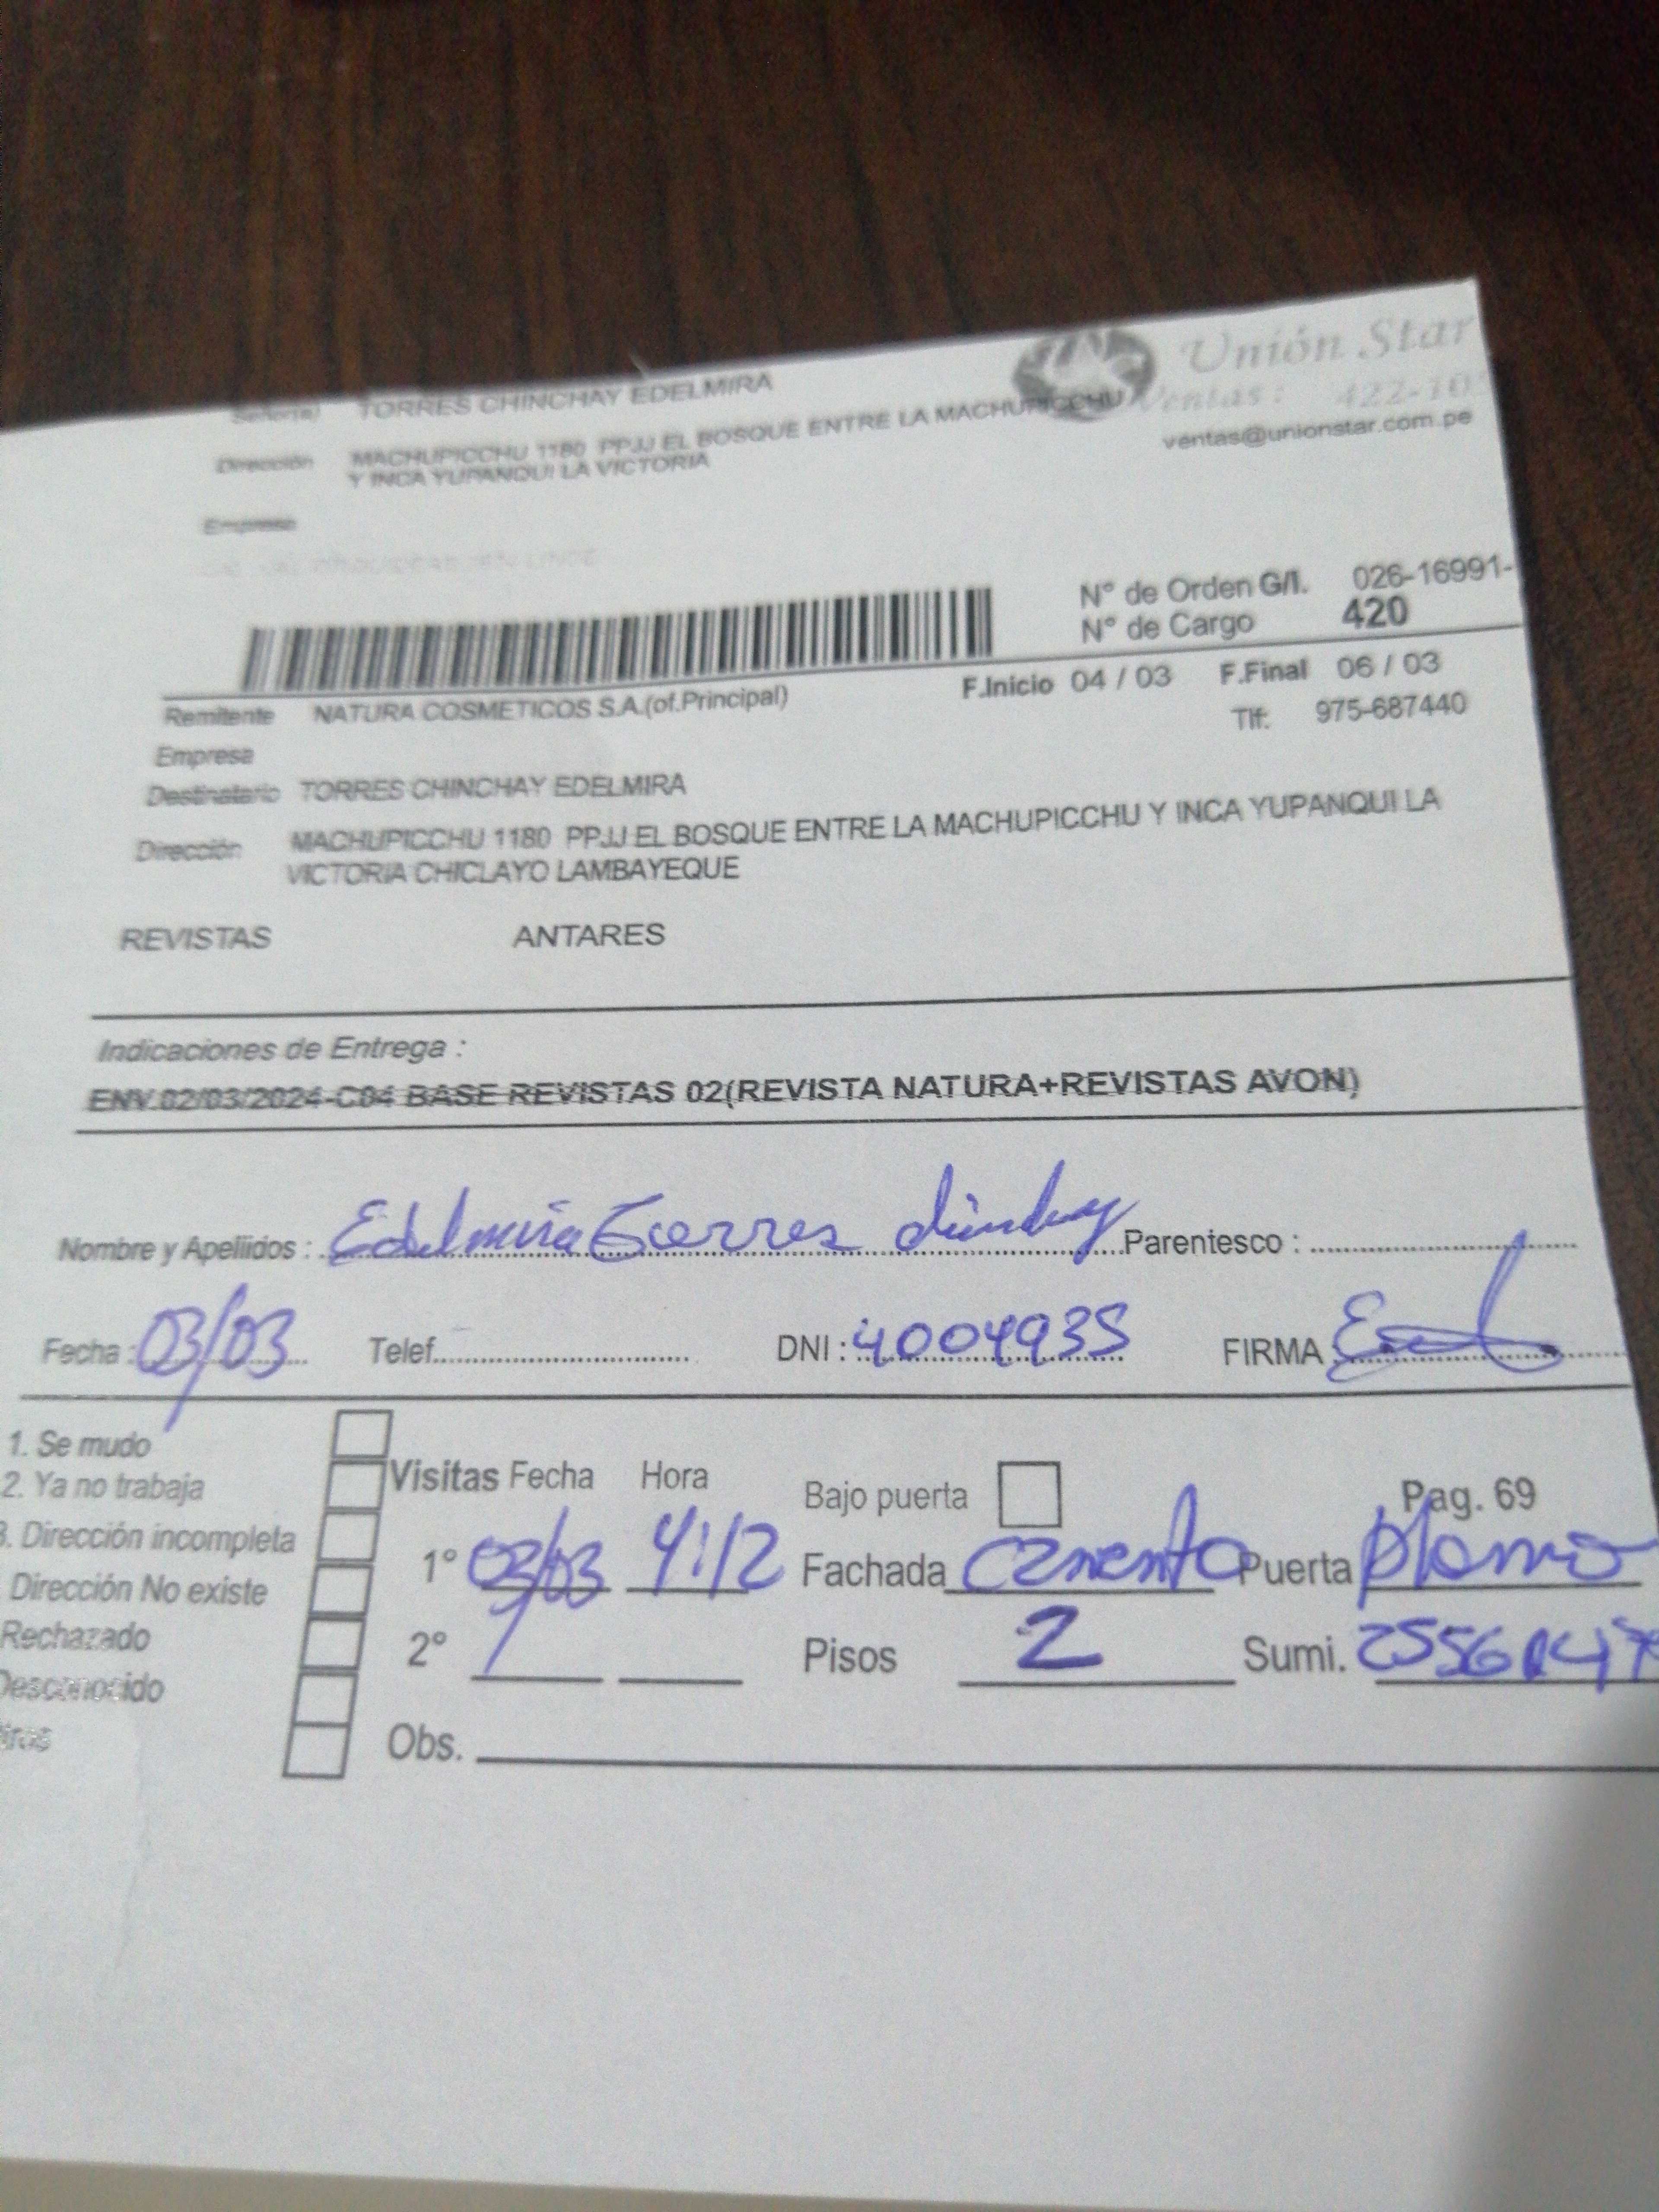 Unión Star
Señor(a) TORRES CHINCHAY EDELMIRA
Ventas: 422-10
Dirección MACHUPICCHU 1180 PPJJ EL BOSQUE ENTRE LA MACHUPICCHU
Y INCA YUPANQUI LA VICTORIA
ventas@unionstar.com.pe
Empresa
N° de Orden G/I. 026-16991-
N° de Cargo 420
F.Inicio 04 / 03 F.Final 06 / 03
Remitente NATURA COSMETICOS S.A.(of.Principal)
Tlf: 975-687440
Empresa
Destinatario TORRES CHINCHAY EDELMIRA
Dirección MACHUPICCHU 1180 PPJJ EL BOSQUE ENTRE LA MACHUPICCHU Y INCA YUPANQUI LA
VICTORIA CHICLAYO LAMBAYEQUE
REVISTAS ANTARES
Indicaciones de Entrega :
ENV.02/03/2024-C04 BASE REVISTAS 02(REVISTA NATURA+REVISTAS AVON)
Nombre y Apellidos : Edelmira Torres Chinchay Parentesco :
Fecha : 03/03 Telef. DNI : 40049935 FIRMA
1. Se mudo
2. Ya no trabaja
3. Dirección incompleta
Dirección No existe
Rechazado
Desconocido
Visitas Fecha Hora Bajo puerta Pag. 69
1° 03/03 4:12 Fachada cemento Puerta plomo
2° Pisos 2 Sumi.
Obs.